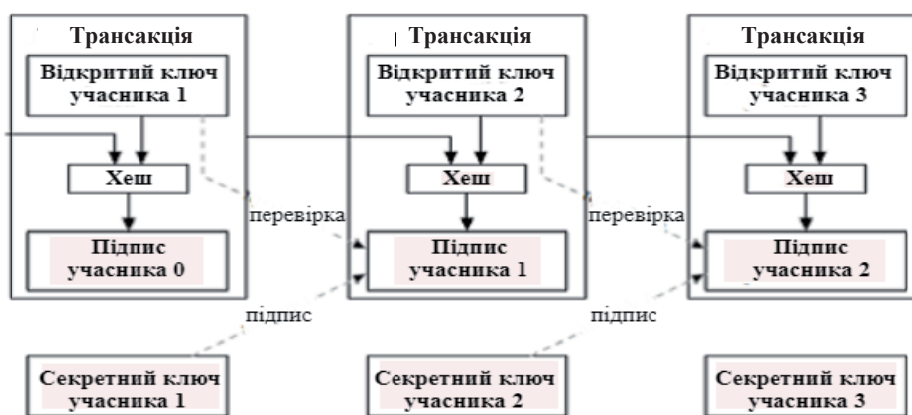 Трансакція
Трансакція
Трансакція
Відкритий ключ
учасника 1
Відкритий ключ
учасника 2
Відкритий ключ
учасника 3
Хеш
Хеш
Хеш
перевірка
перевірка
Підпис
учасника 0
Підпис
учасника 1
Підпис
учасника 2
підпис
підпис
Секретний ключ
учасника 1
Секретний ключ
учасника 2
Секретний ключ
учасника 3